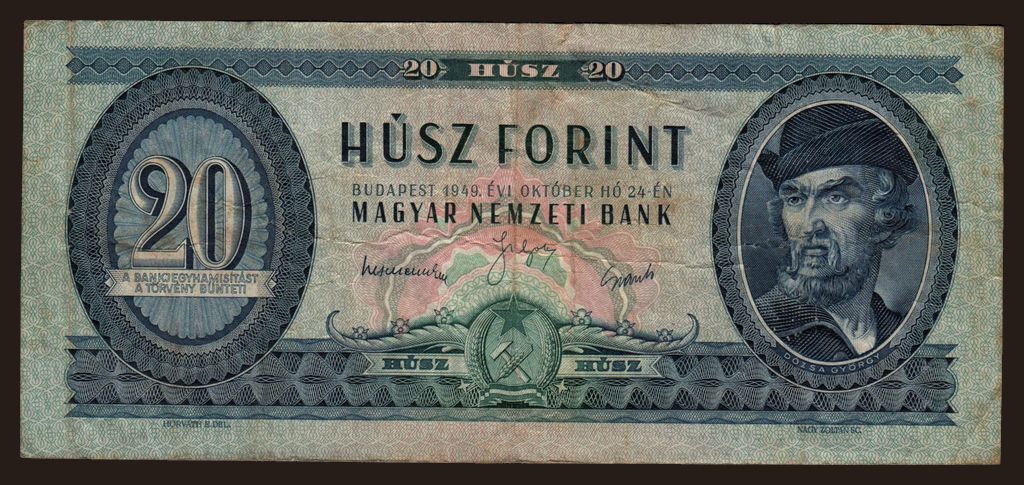 20 HÚSZ 20
HÚSZ FORINT
BUDAPEST 1949. ÉVI OKTÓBER HÓ 24-ÉN
MAGYAR NEMZETI BANK
20
A BANKJEGYHAMISÍTÁST
A TÖRVÉNY BÜNTETI
HÚSZ HÚSZ
DÓZSA GYÖRGY
HORVÁTH E. DEL. NAGY ZOLTÁN SC.